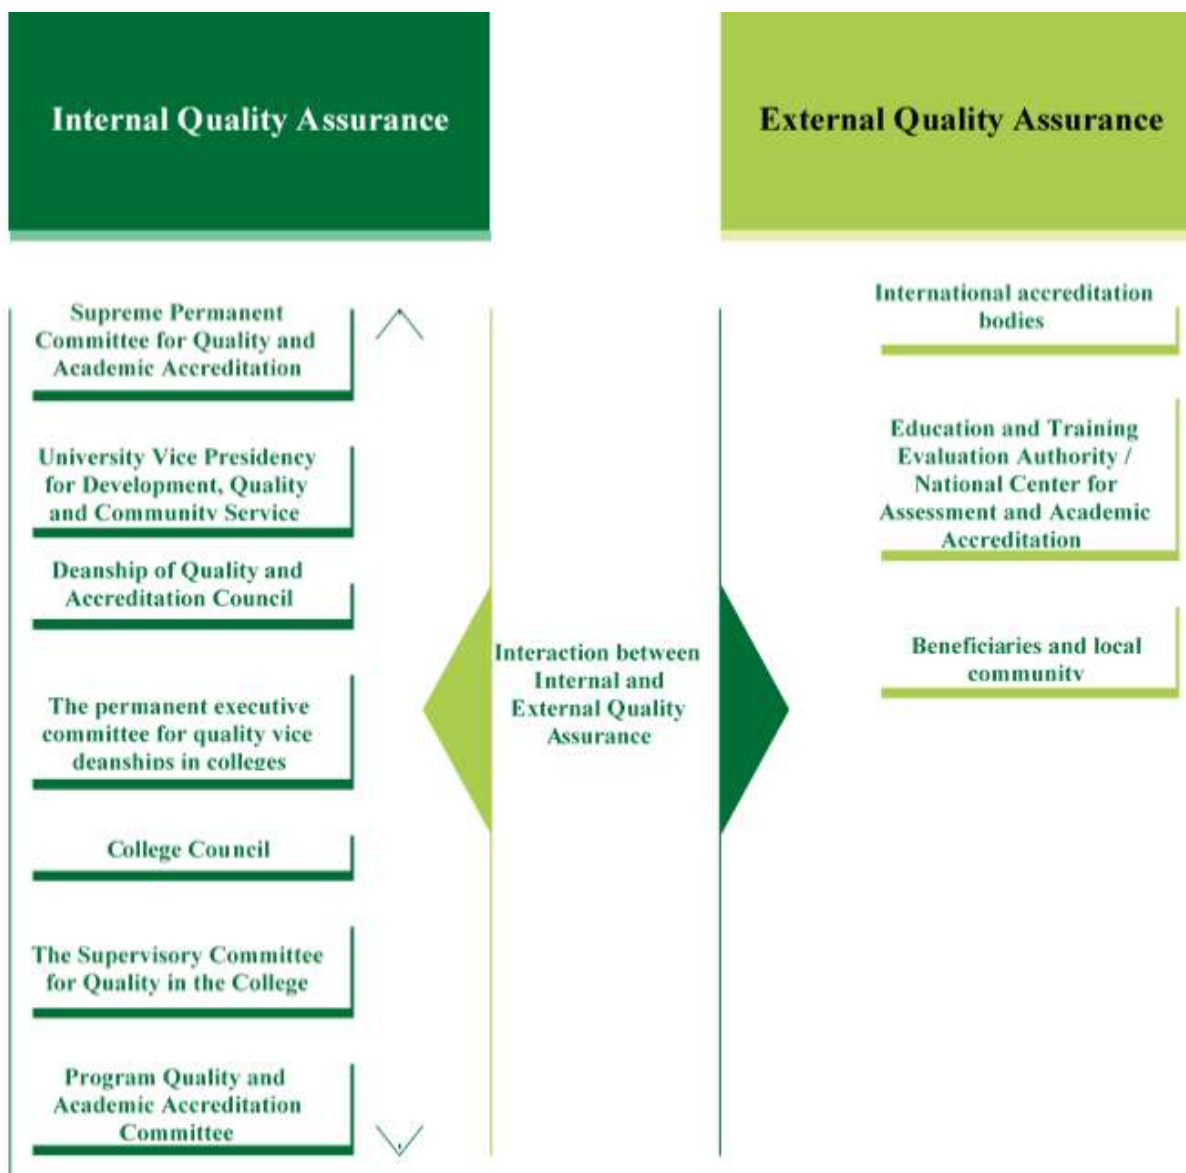 Internal Quality Assurance
External Quality Assurance
Supreme Permanent
Committee for Quality and
Academic Accreditation
University Vice Presidency
for Development, Quality
and Community Service
Deanship of Quality and
Accreditation Council
The permanent executive
committee for quality vice
deanships in colleges
College Council
The Supervisory Committee
for Quality in the College
Program Quality and
Academic Accreditation
Committee
Interaction between
Internal and
External Quality
Assurance
International accreditation
bodies
Education and Training
Evaluation Authority /
National Center for
Assessment and Academic
Accreditation
Beneficiaries and local
community